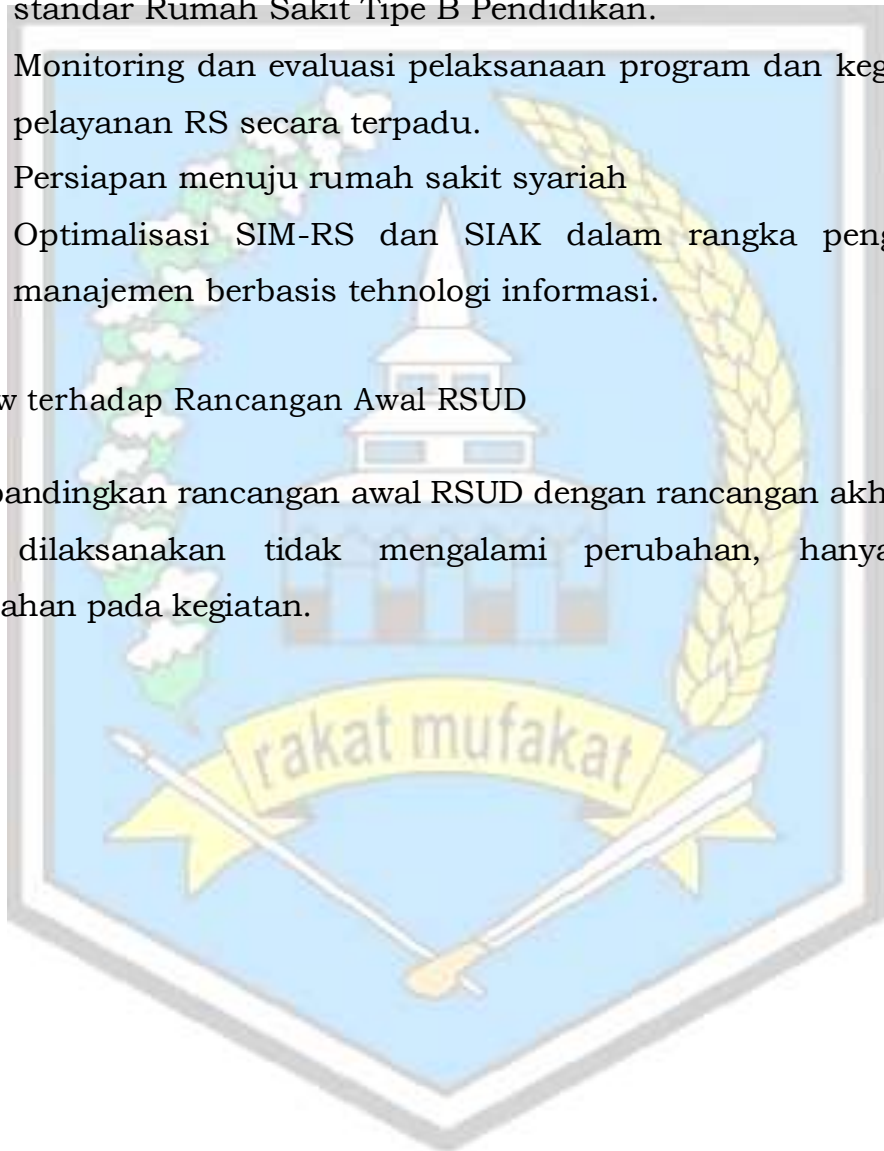 standar Rumah Sakit Tipe B Pendidikan.
Monitoring dan evaluasi pelaksanaan program dan keg
pelayanan RS secara terpadu.
Persiapan menuju rumah sakit syariah
Optimalisasi SIM-RS dan SIAK dalam rangka peng
manajemen berbasis tehnologi informasi.
w terhadap Rancangan Awal RSUD
bandingkan rancangan awal RSUD dengan rancangan akh
dilaksanakan tidak mengalami perubahan, hanya
ahan pada kegiatan.
rakat mufakat